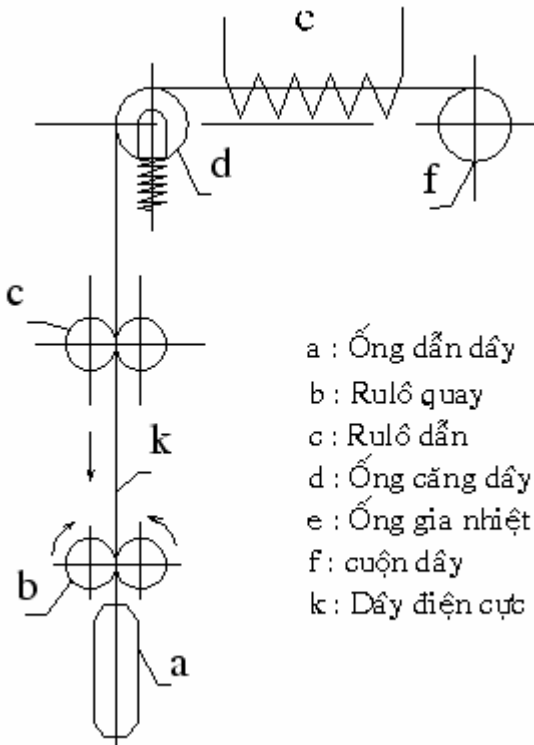 c
d
f
c
k
b
a
a : Ống dẫn dây
b : Rulô quay
c : Rulô dẫn
d : Ống căng dây
e : Ống gia nhiệt
f : cuộn dây
k : Dây điện cực